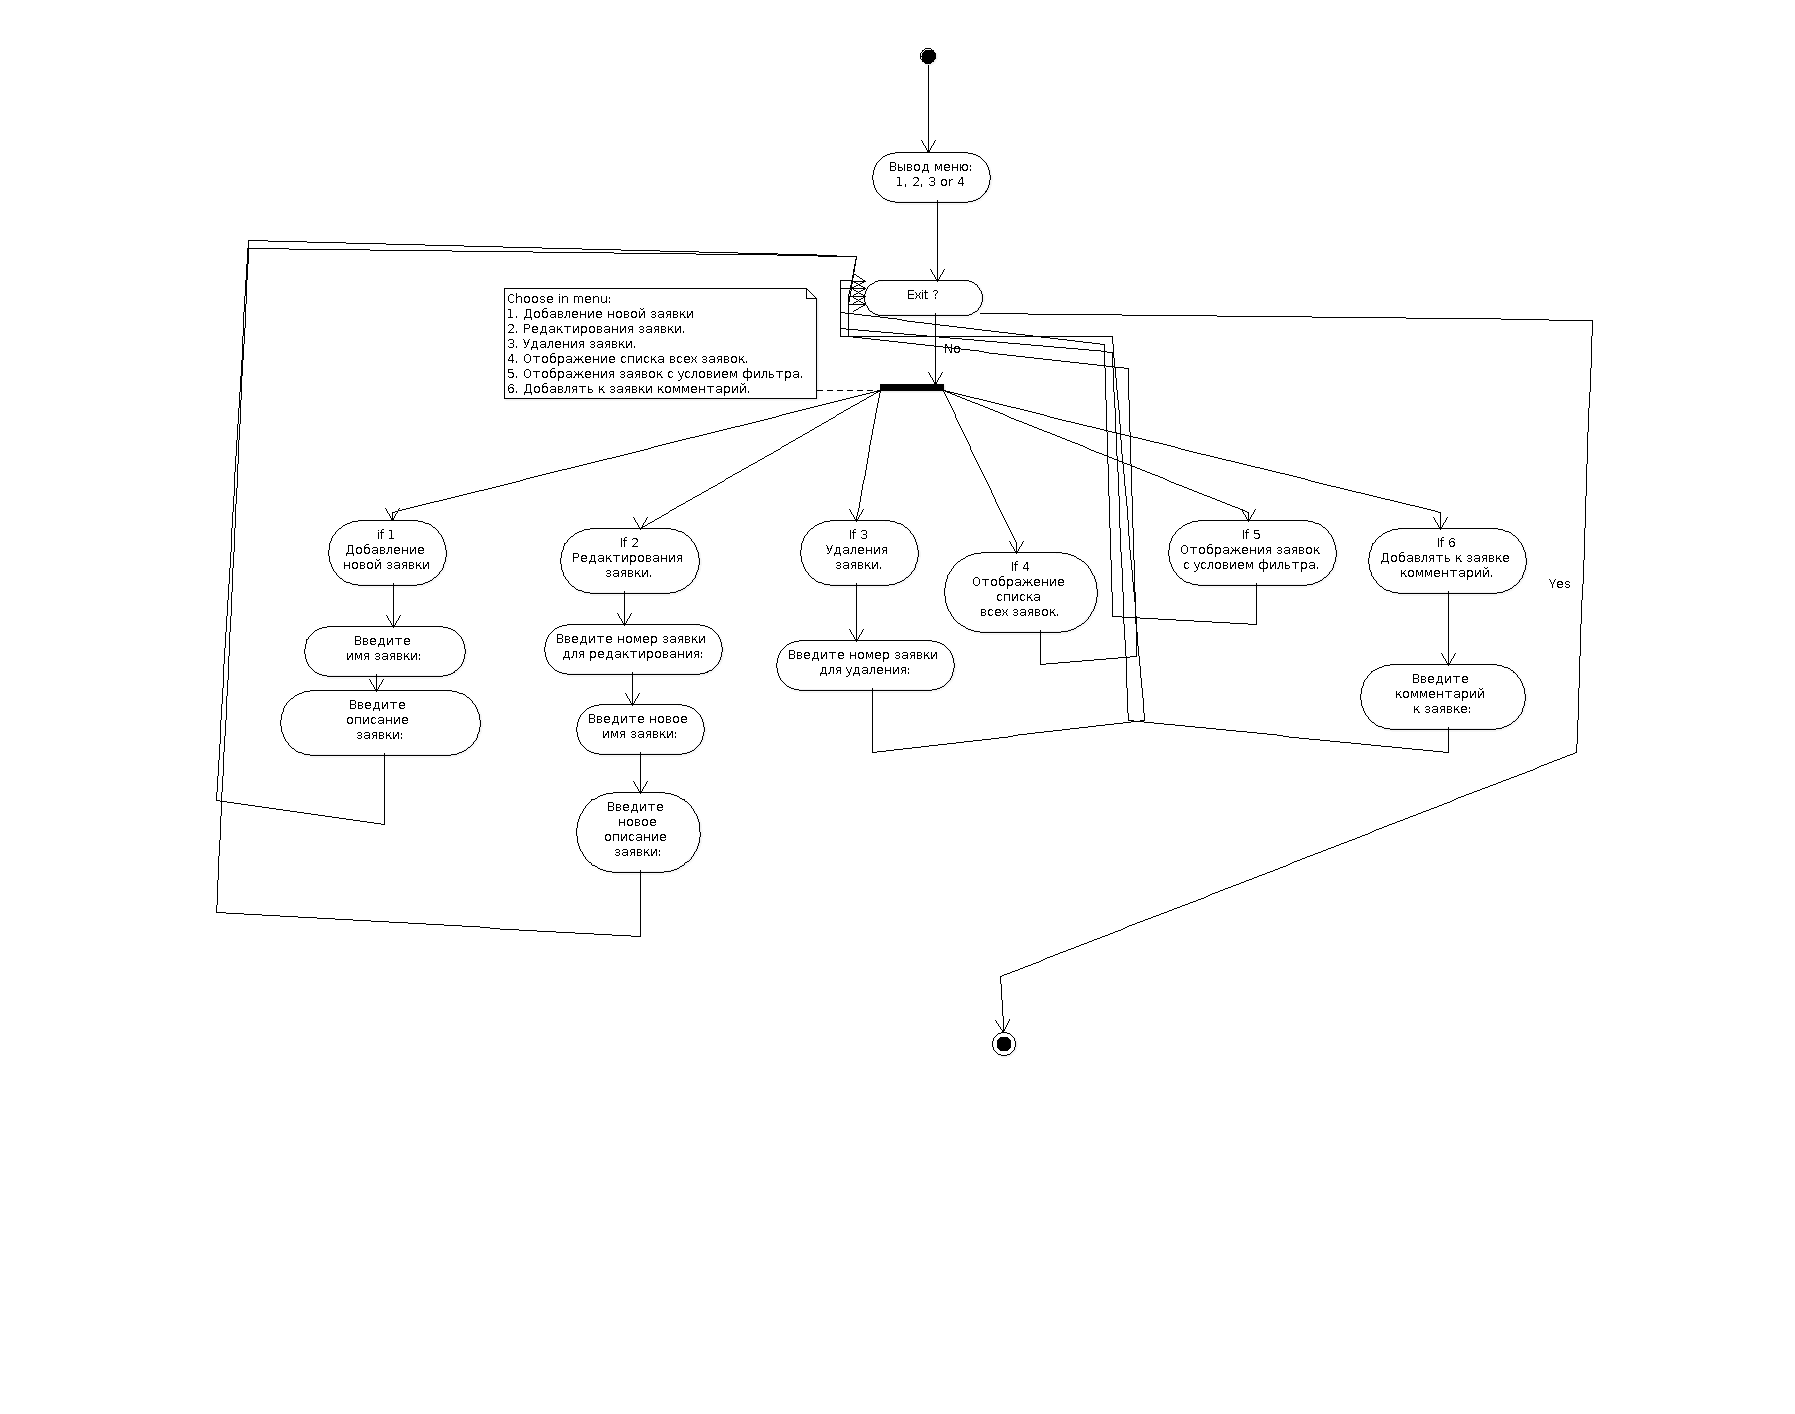 Вывод меню:
1, 2, 3 or 4
Exit ?
Choose in menu:
1. Добавление новой заявки
2. Редактирования заявки.
3. Удаления заявки.
4. Отображение списка всех заявок.
5. Отображения заявок с условием фильтра.
6. Добавлять к заявки комментарий.
No
if 1
Добавление
новой заявки
If 2
Редактирования
заявки.
If 3
Удаления
заявки.
If 4
Отображение
списка
всех заявок.
If 5
Отображения заявок
с условием фильтра.
If 6
Добавлять к заявке
комментарий.
Yes
Введите
имя заявки:
Введите номер заявки
для редактирования:
Введите номер заявки
для удаления:
Введите
комментарий
к заявке:
Введите
описание
заявки:
Введите новое
имя заявки:
Введите
новое
описание
заявки: